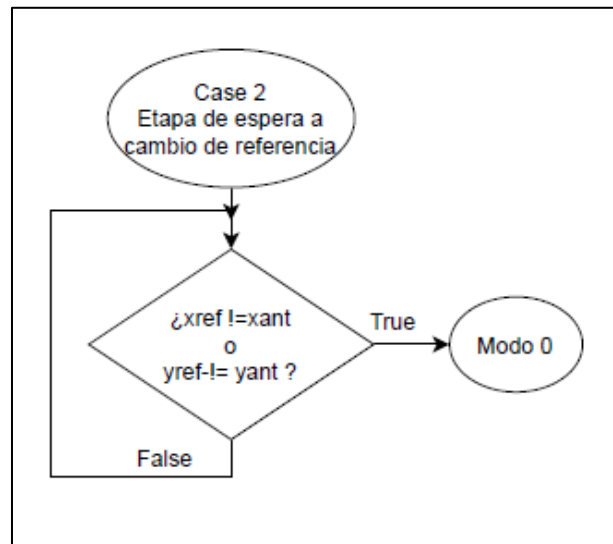 Case 2
Etapa de espera a
cambio de referencia
¿xref !=xant
o
yref-!= yant ?
True
Modo 0
False